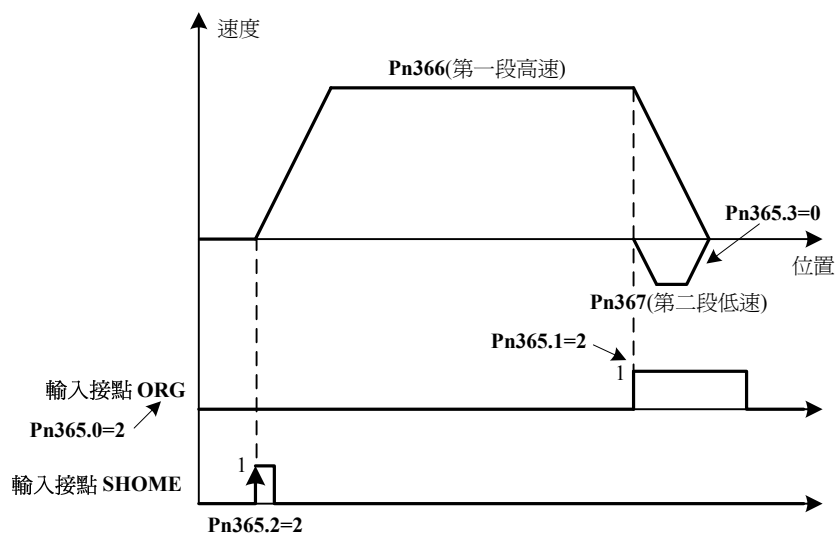 速度
Pn366(第一段高速)
Pn365.3=0
位置
Pn367(第二段低速)
Pn365.1=2
1
輸入接點 ORG
Pn365.0=2
1
輸入接點 SHOME
Pn365.2=2